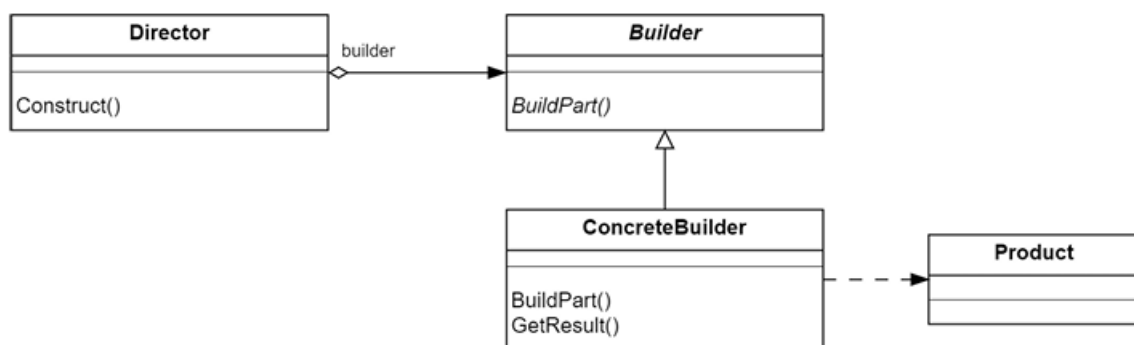 Director
Construct()
builder
Builder
BuildPart()
ConcreteBuilder
BuildPart()
GetResult()
Product